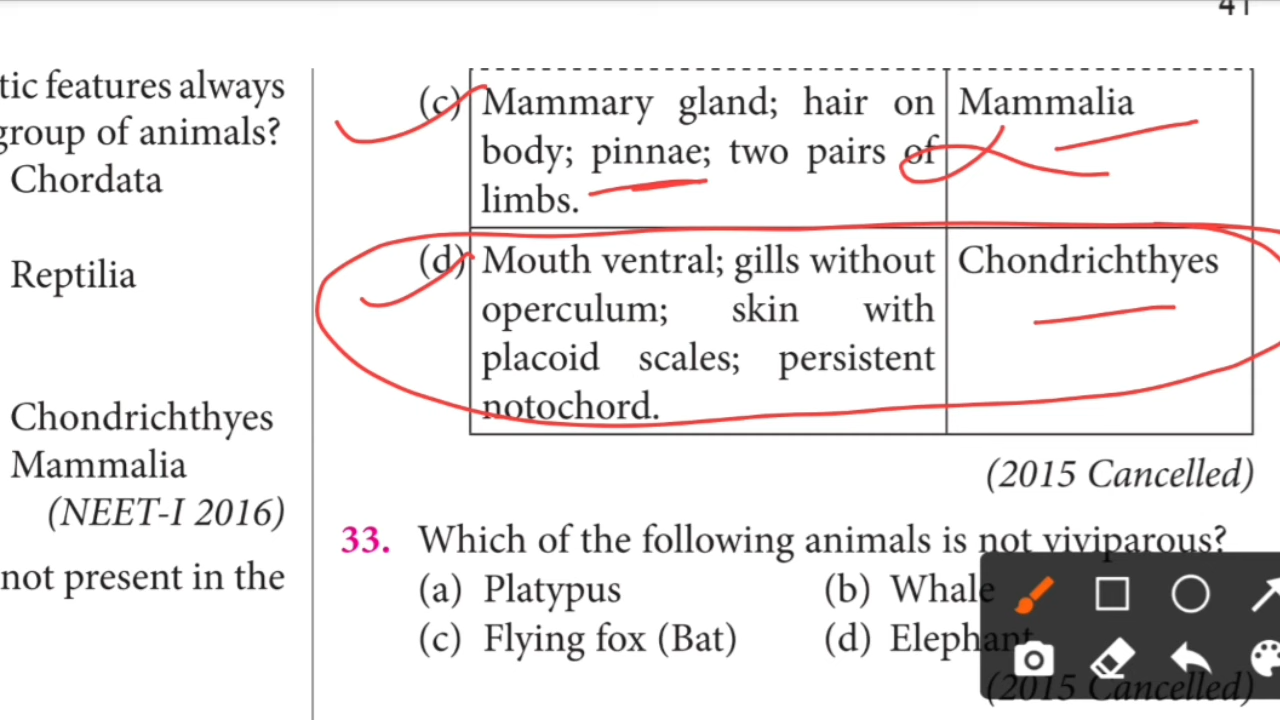 41
tic features always
group of animals?
Chordata
Reptilia
Chondrichthyes
Mammalia
(NEET-I 2016)
not present in the
(c) Mammary gland; hair on
body; pinnae; two pairs of
limbs.
Mammalia
(d) Mouth ventral; gills without
operculum; skin with
placoid scales; persistent
notochord.
Chondrichthyes
(2015 Cancelled)
33. Which of the following animals is not viviparous?
(a) Platypus (b) Whale
(c) Flying fox (Bat) (d) Elephant
(2015 Cancelled)